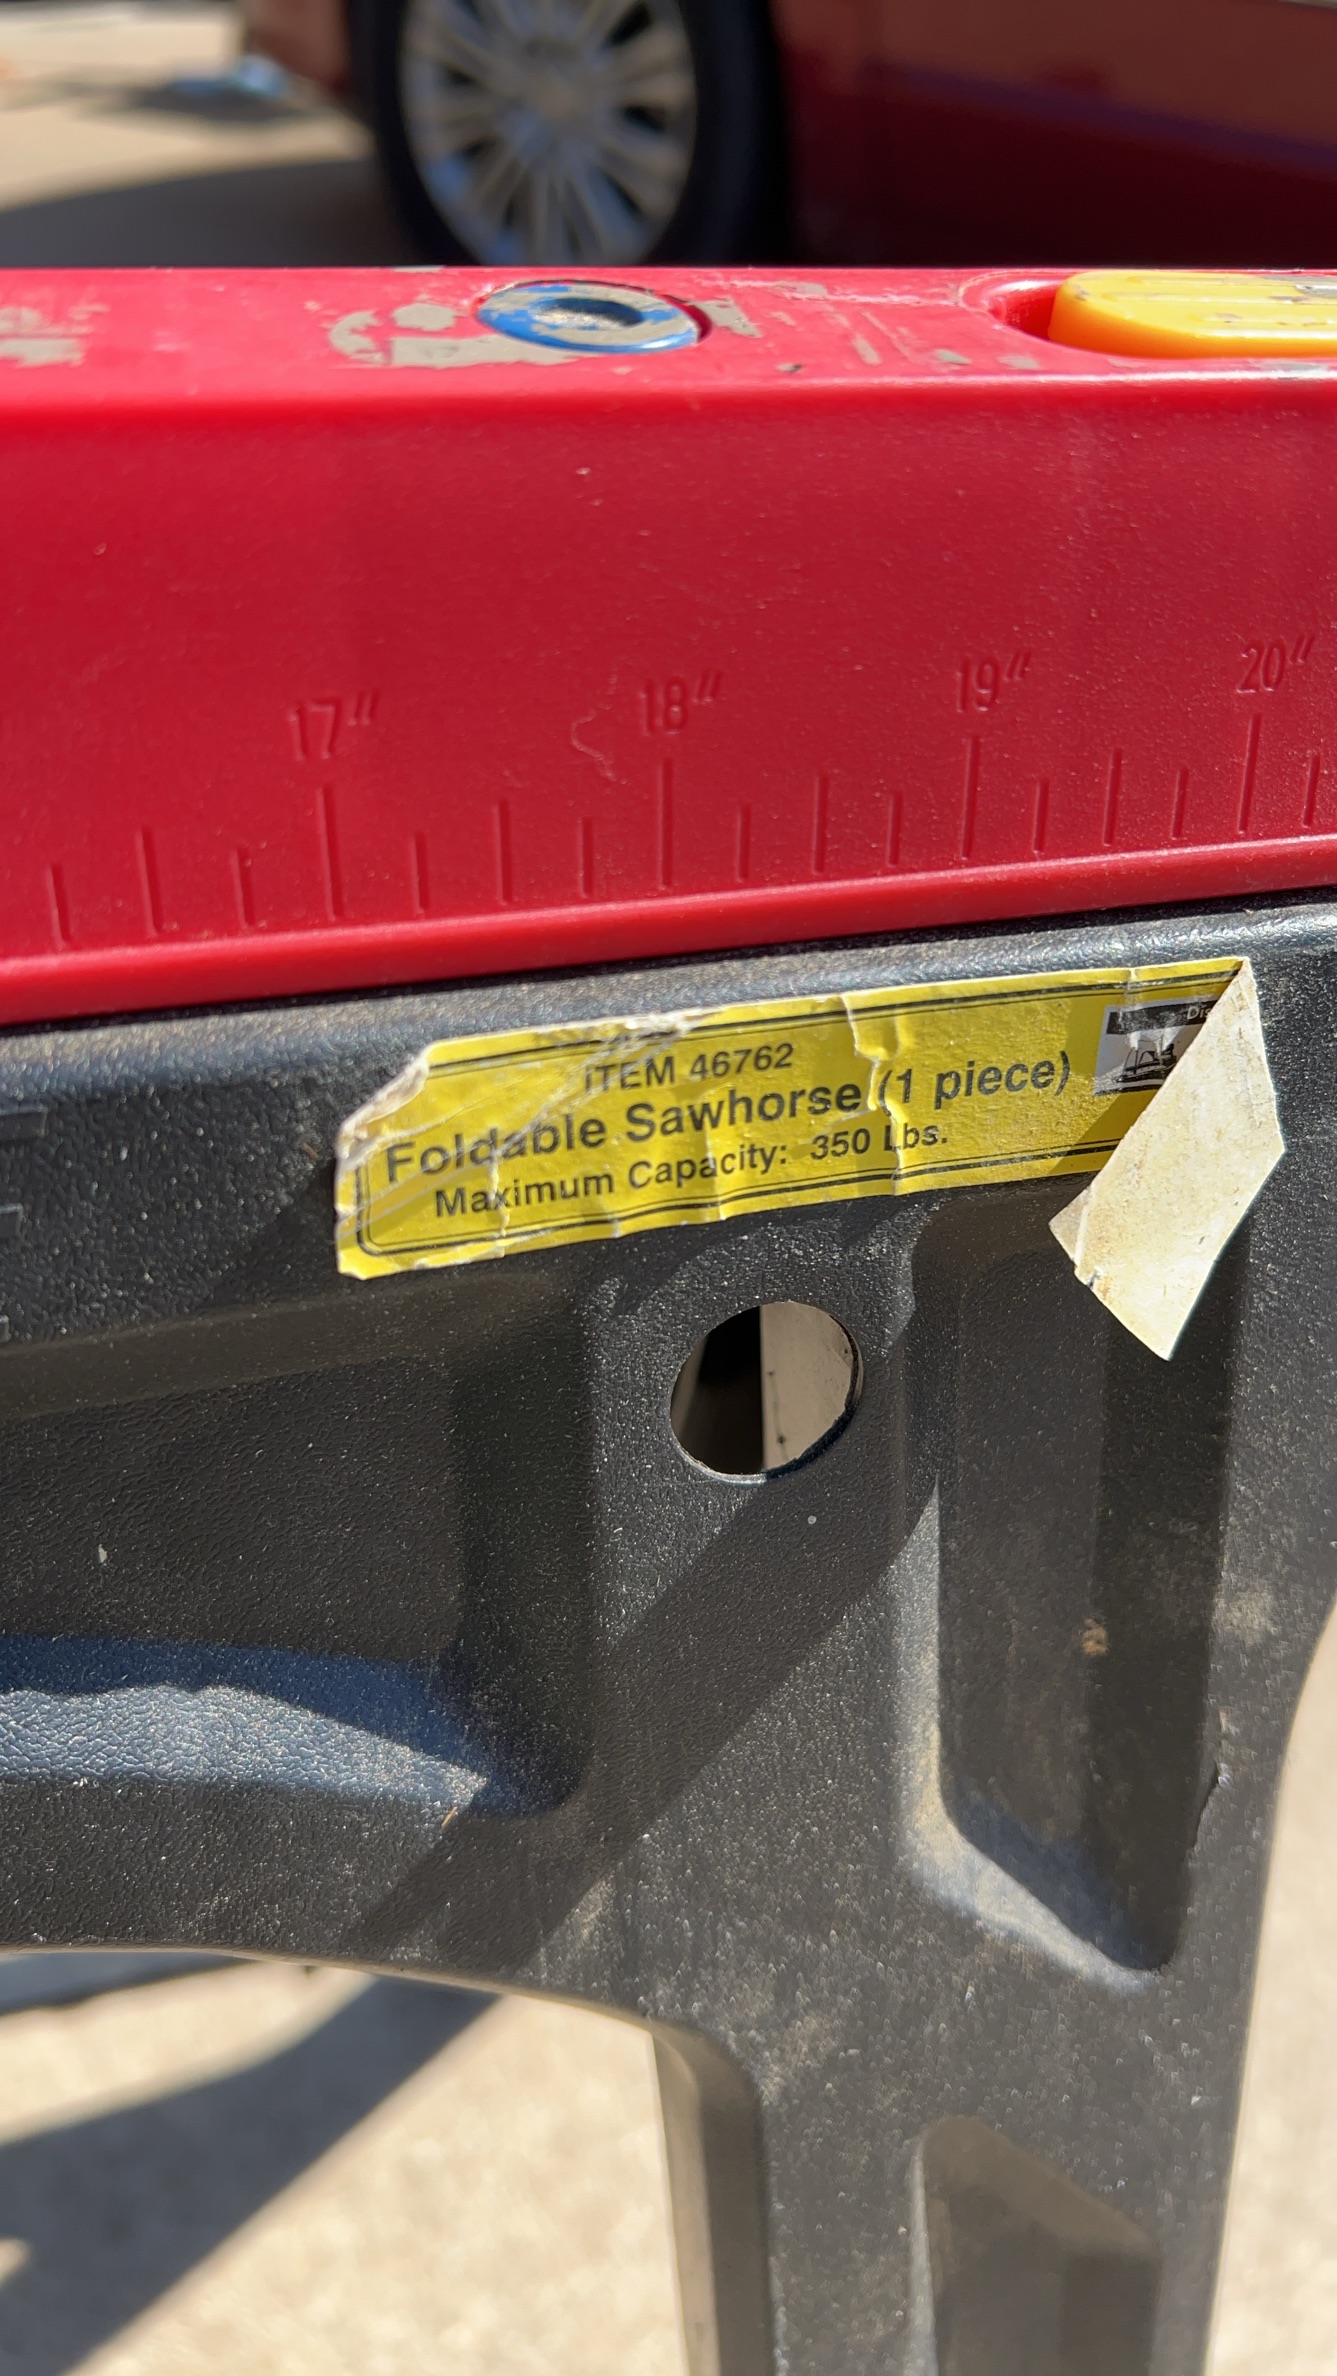 17" 18" 19" 20"
ITEM 46762
Foldable Sawhorse (1 piece)
Maximum Capacity: 350 Lbs.